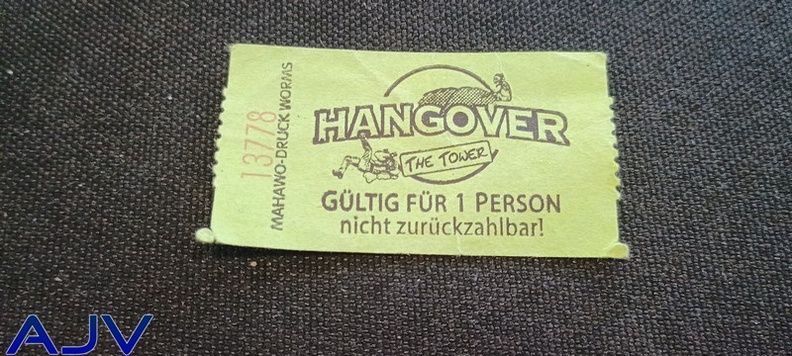 13778
MAHAWO-DRUCK WORMS
HANGOVER
THE TOWER
GÜLTIG FÜR 1 PERSON
nicht zurückzahlbar!
AJV